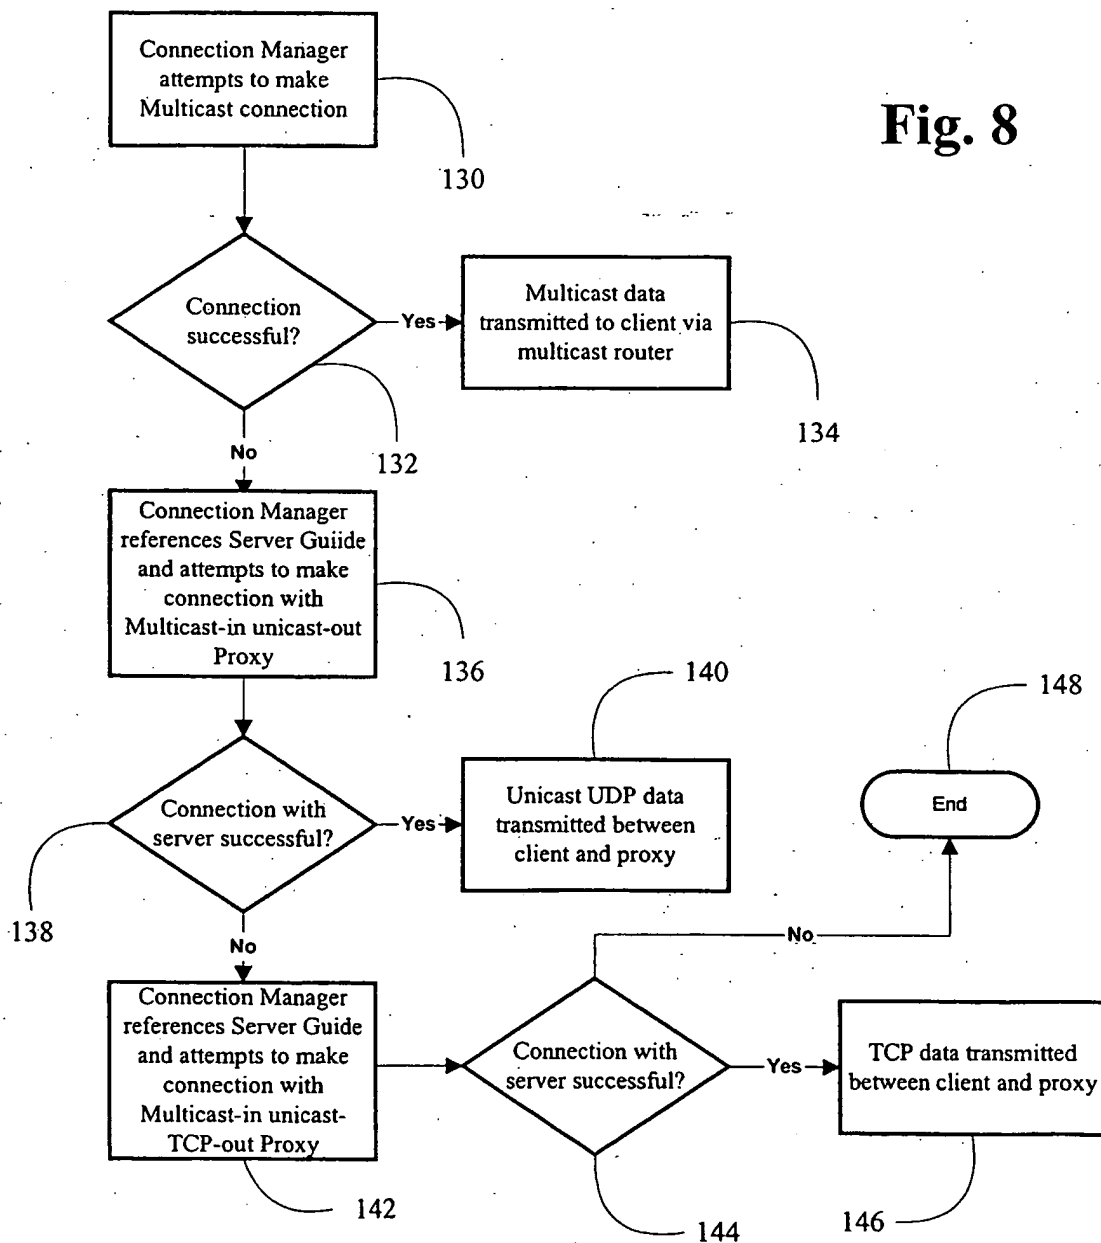 Connection Manager
attempts to make
Multicast connection
Fig. 8
130
Connection
successful?
Yes
Multicast data
transmitted to client via
multicast router
134
132
No
Connection Manager
references Server Guiide
and attempts to make
connection with
Multicast-in unicast-out
Proxy
136
140
148
Connection with
server successful?
Yes
Unicast UDP data
transmitted between
client and proxy
End
138
No
No
Connection Manager
references Server Guide
and attempts to make
connection with
Multicast-in unicast-
TCP-out Proxy
Connection with
server successful?
Yes
TCP data transmitted
between client and proxy
142
144
146